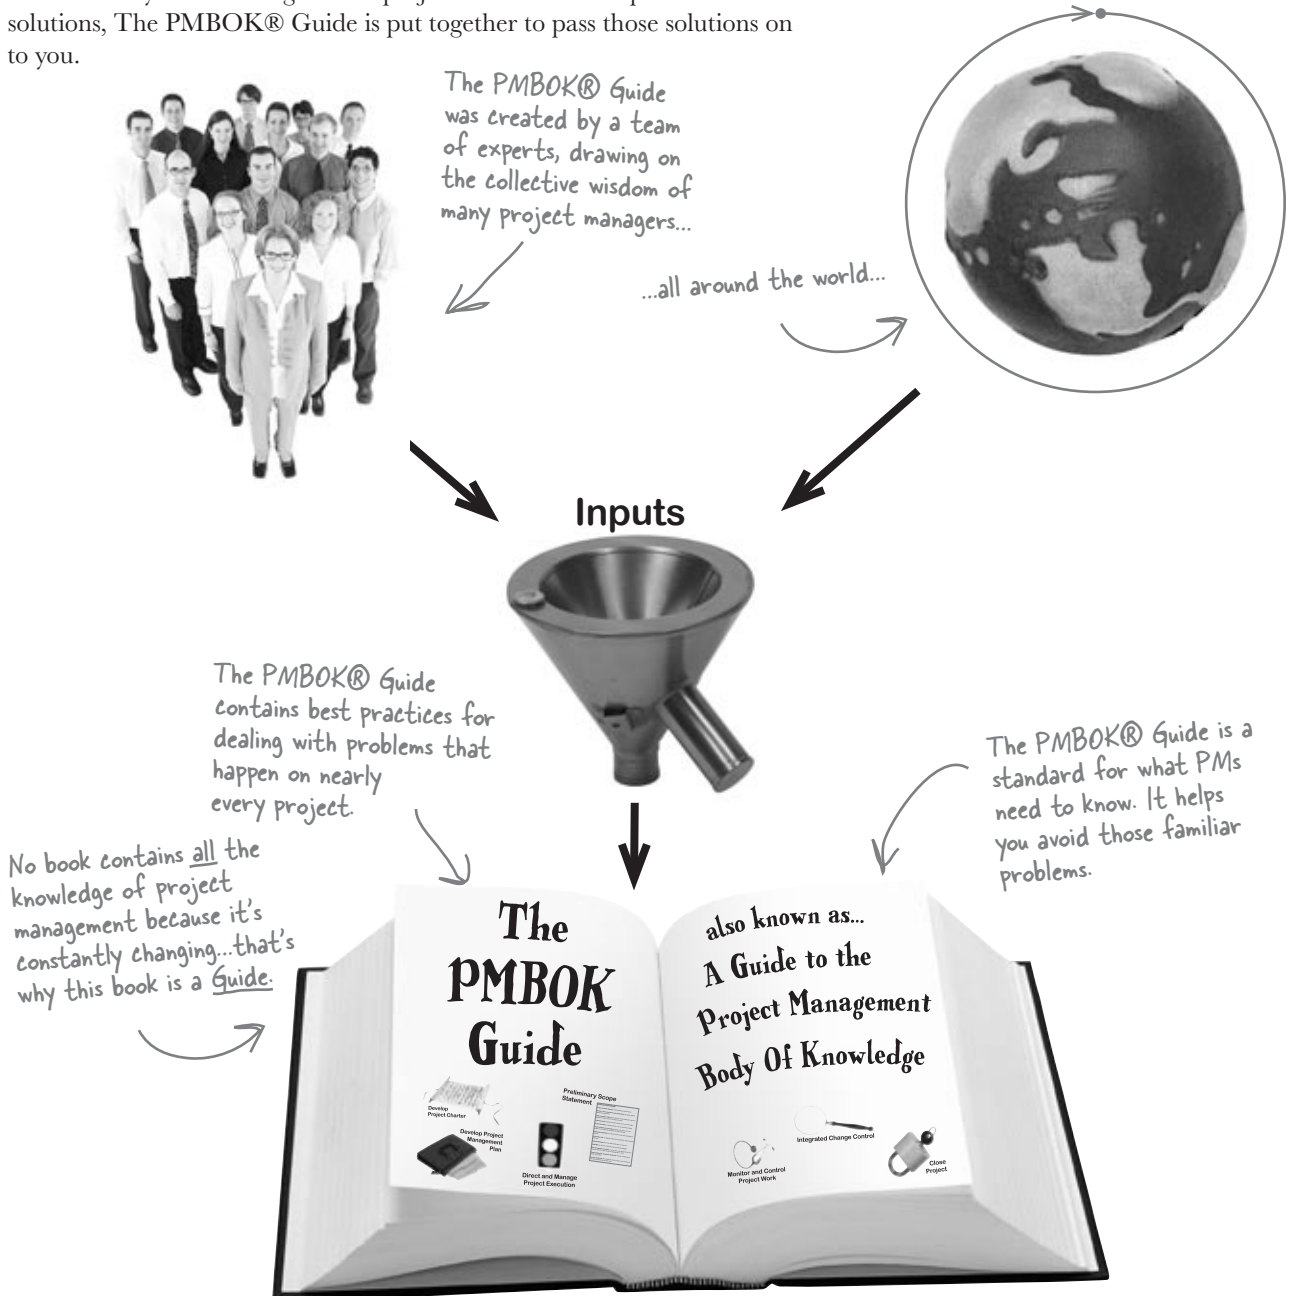 solutions, The PMBOK® Guide is put together to pass those solutions on
to you.
The PMBOK® Guide
was created by a team
of experts, drawing on
the collective wisdom of
many project managers...
...all around the world...
Inputs
The PMBOK® Guide
contains best practices for
dealing with problems that
happen on nearly
every project.
The PMBOK® Guide is a
standard for what PMs
need to know. It helps
you avoid those familiar
problems.
No book contains all the
knowledge of project
management because it's
constantly changing...that's
why this book is a Guide.
The
PMBOK
Guide
Develop
Project Charter
Preliminary Scope
Statement
Develop Project
Management
Plan
Direct and Manage
Project Execution
also known as...
A Guide to the
Project Management
Body Of Knowledge
Integrated Change Control
Monitor and Control
Project Work
Close
Project